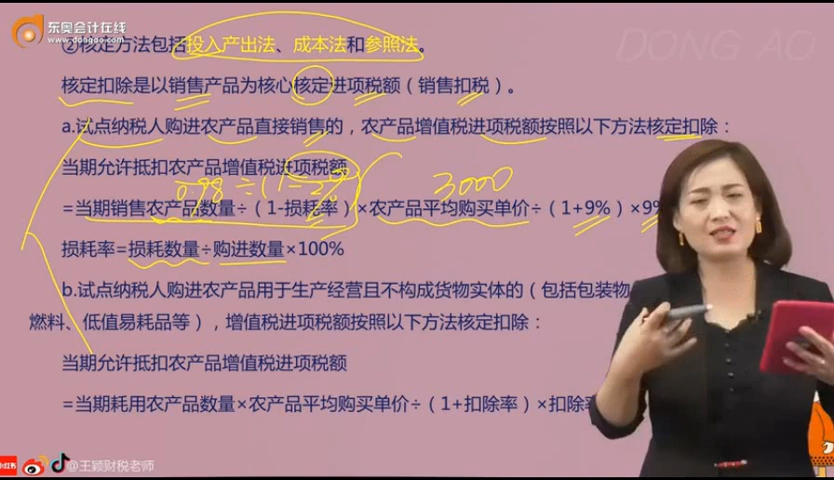 东奥会计在线
www.dongao.com
DONG AO
②核定方法包括投入产出法、成本法和参照法。
核定扣除是以销售产品为核心核定进项税额（销售扣税）。
a.试点纳税人购进农产品直接销售的，农产品增值税进项税额按照以下方法核定扣除：
当期允许抵扣农产品增值税进项税额
0.98÷(1-2% 3000
=当期销售农产品数量÷（1-损耗率）×农产品平均购买单价÷（1+9%）×9%
损耗率=损耗数量÷购进数量×100%
b.试点纳税人购进农产品用于生产经营且不构成货物实体的（包括包装物
燃料、低值易耗品等），增值税进项税额按照以下方法核定扣除：
当期允许抵扣农产品增值税进项税额
=当期耗用农产品数量×农产品平均购买单价÷（1+扣除率）×扣除率
小红书 @王颖财税老师